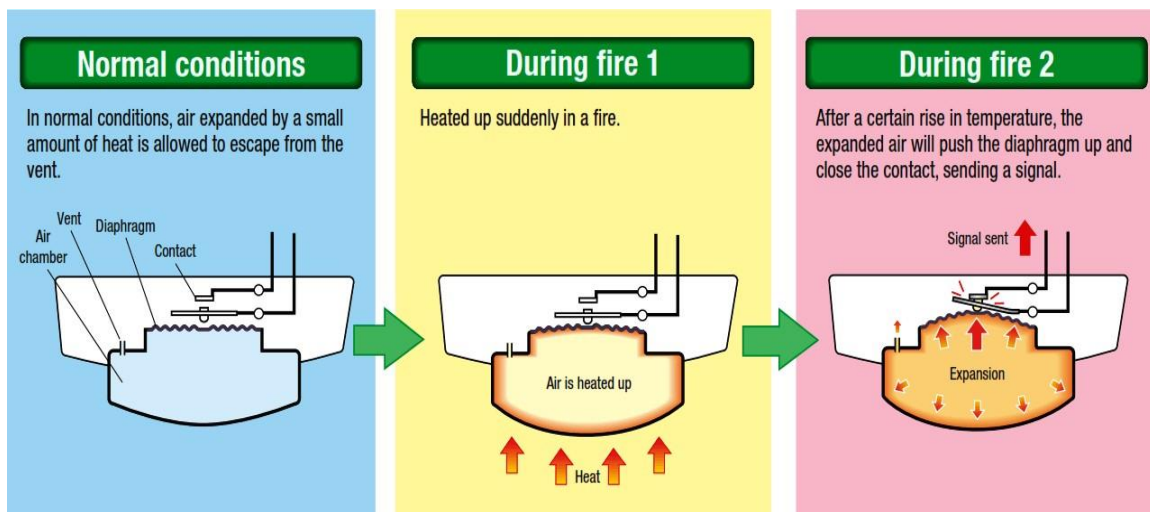 Normal conditions
In normal conditions, air expanded by a small
amount of heat is allowed to escape from the
vent.
Vent
Diaphragm
Air
chamber
Contact
During fire 1
Heated up suddenly in a fire.
Air is heated up
Heat
During fire 2
After a certain rise in temperature, the
expanded air will push the diaphragm up and
close the contact, sending a signal.
Signal sent
Expansion